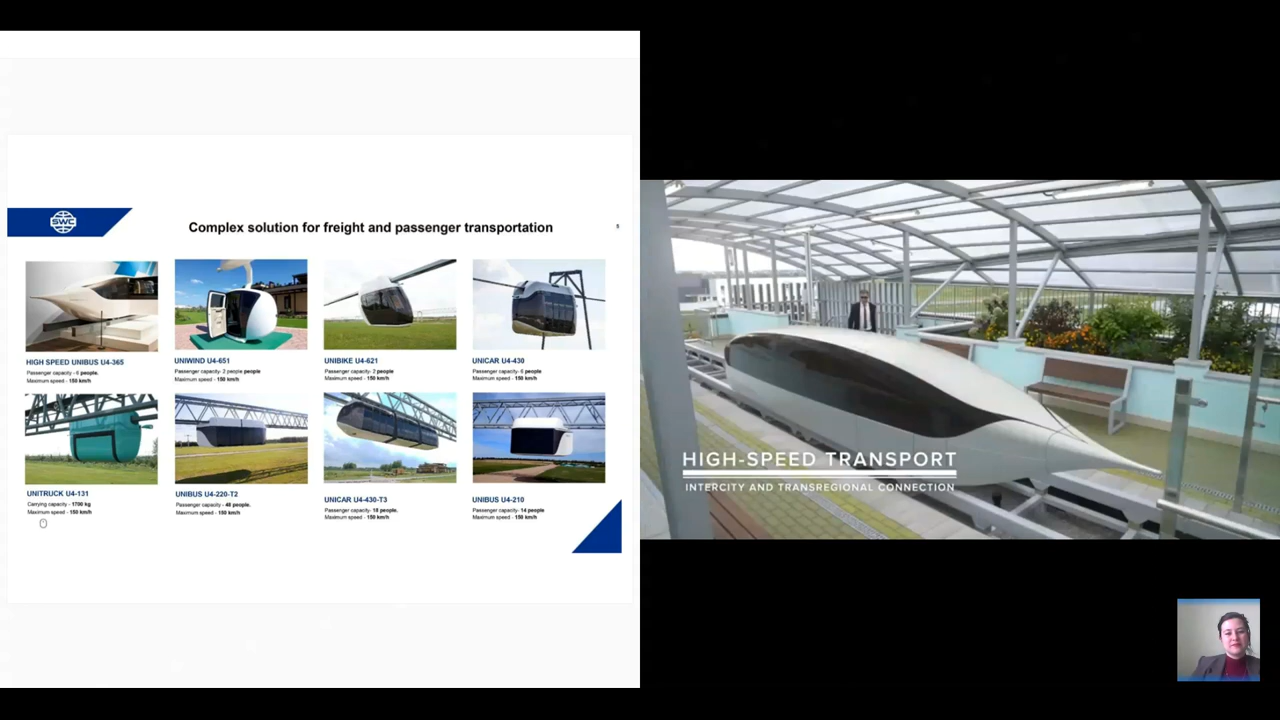 SWC
Complex solution for freight and passenger transportation
HIGH SPEED UNIBUS U4-365
Passenger capacity - 6 people.
Maximum speed - 150 km/h
UNIWIND U4-651
Passenger capacity- 2 people people
Maximum speed - 150 km/h
UNIBIKE U4-621
Passenger capacity - 2 people
Maximum speed - 150 km/h
UNICAR U4-430
Passenger capacity - 6 people
Maximum speed - 150 km/h
UNITRUCK U4-131
Carrying capacity - 1700 kg
Maximum speed - 150 km/h
UNIBUS U4-220-T2
Passenger capacity - 48 people.
Maximum speed - 150 km/h
UNICAR U4-430-T3
Passenger capacity - 18 people.
Maximum speed - 150 km/h
UNIBUS U4-210
Passenger capacity - 14 people
Maximum speed - 150 km/h
HIGH-SPEED TRANSPORT
INTERCITY AND TRANSREGIONAL CONNECTION